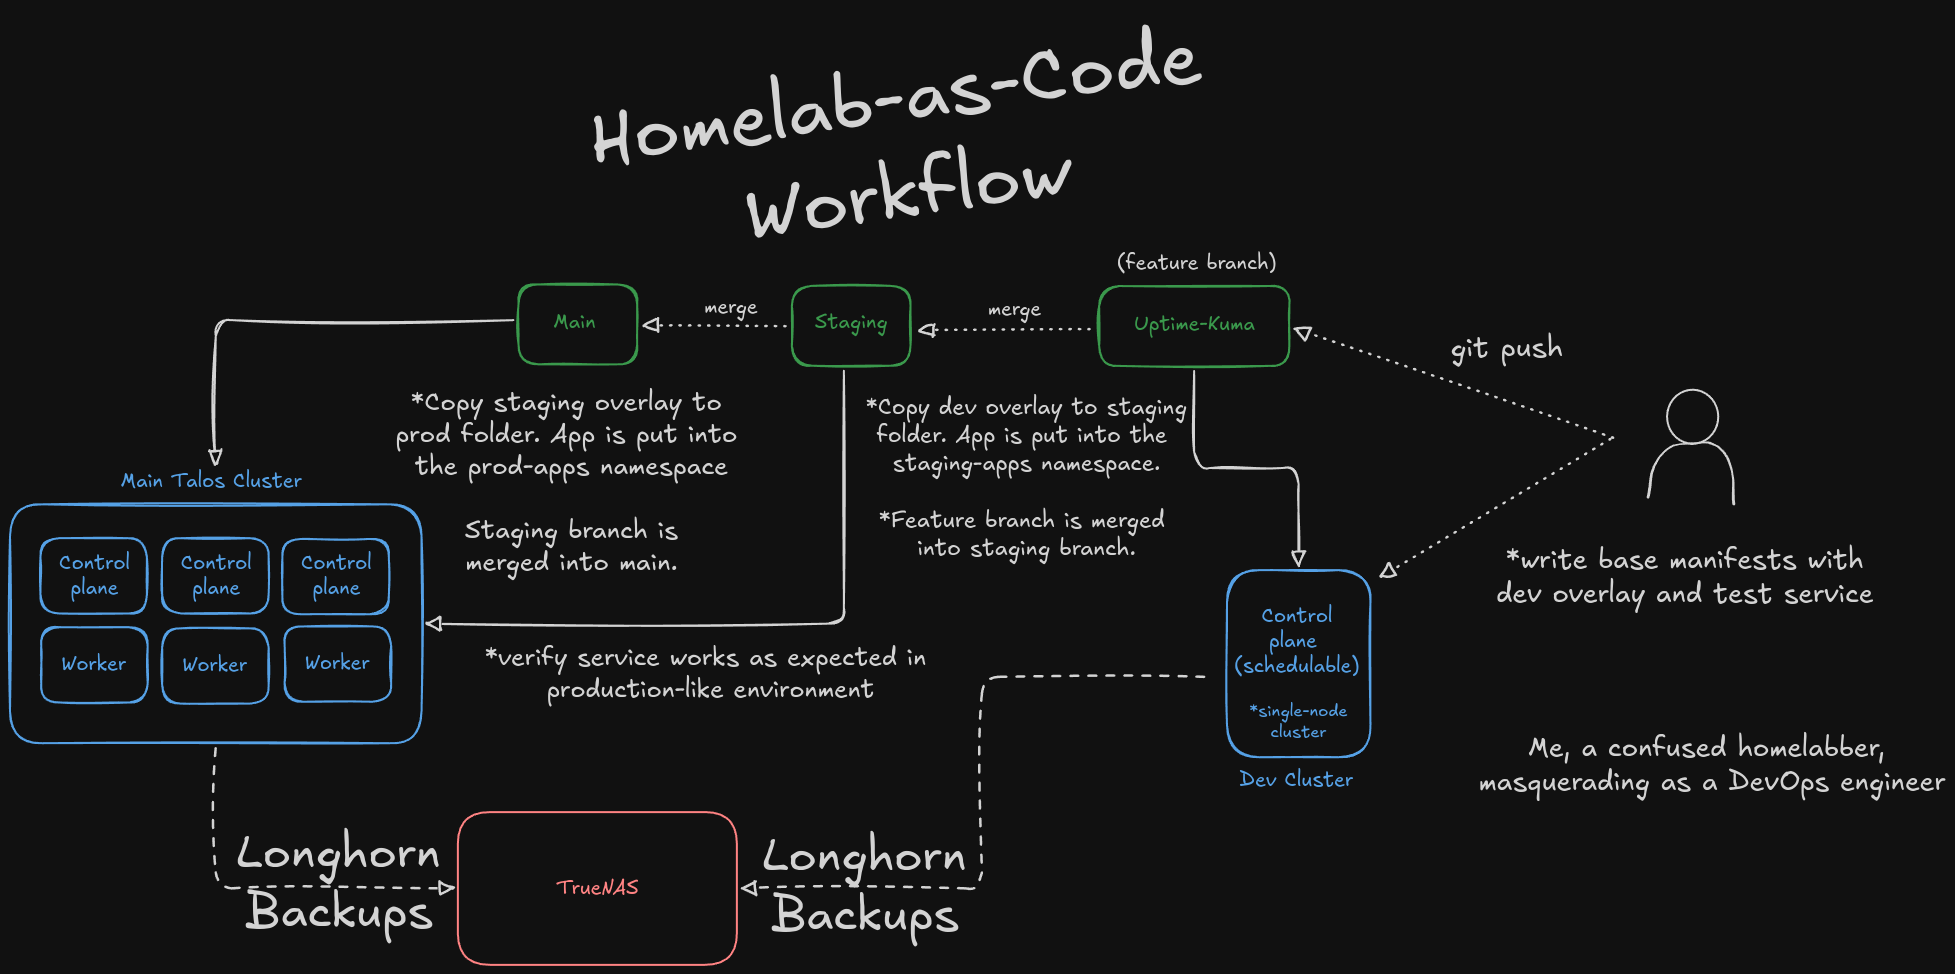 Homelab-as-Code
Workflow
(feature branch)
Main
merge
Staging
merge
Uptime-Kuma
git push
*Copy staging overlay to
prod folder. App is put into
the prod-apps namespace
Staging branch is
merged into main.
*Copy dev overlay to staging
folder. App is put into the
staging-apps namespace.
*Feature branch is merged
into staging branch.
Main Talos Cluster
Control
plane
Control
plane
Control
plane
Worker
Worker
Worker
*verify service works as expected in
production-like environment
*write base manifests with
dev overlay and test service
Control
plane
(schedulable)
*single-node
cluster
Dev Cluster
Me, a confused homelabber,
masquerading as a DevOps engineer
Longhorn
Backups
TrueNAS
Longhorn
Backups